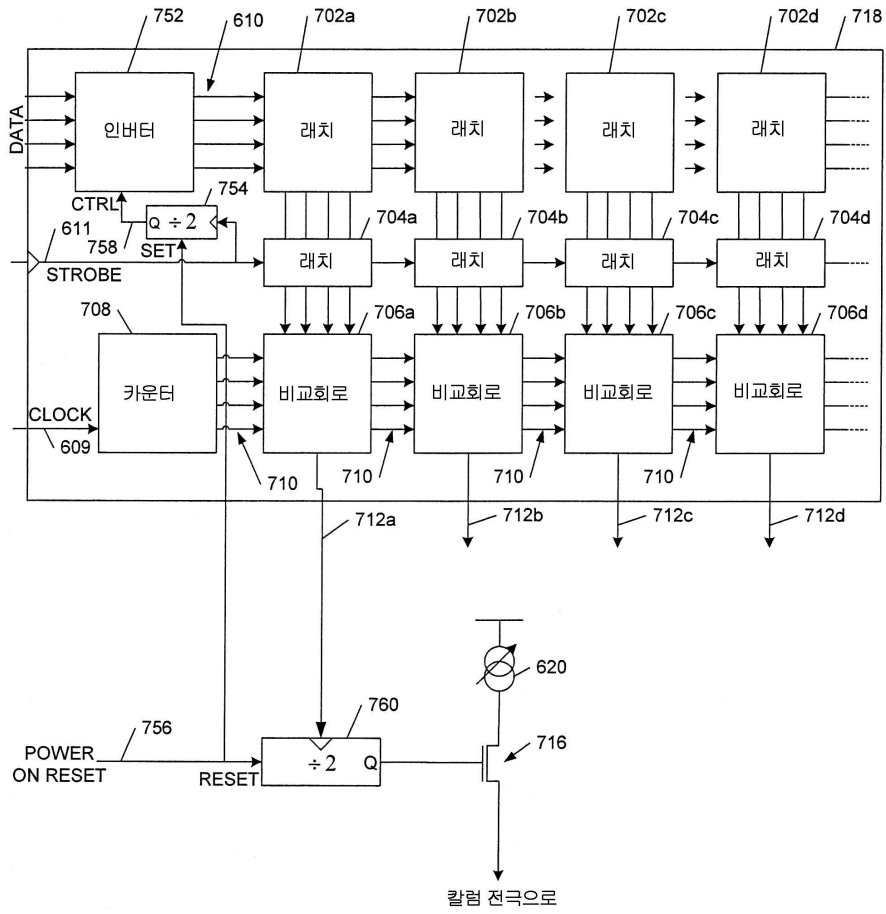 752
610
702a
702b
702c
702d
718
DATA
인버터
래치
래치
래치
래치
CTRL
754
Q ÷2
758
SET
611
STROBE
704a
704b
704c
704d
래치
래치
래치
래치
708
706a
706b
706c
706d
카운터
비교회로
비교회로
비교회로
비교회로
CLOCK
609
710
710
710
710
712a
712b
712c
712d
620
760
756
716
POWER
ON RESET
RESET
÷2
Q
칼럼 전극으로